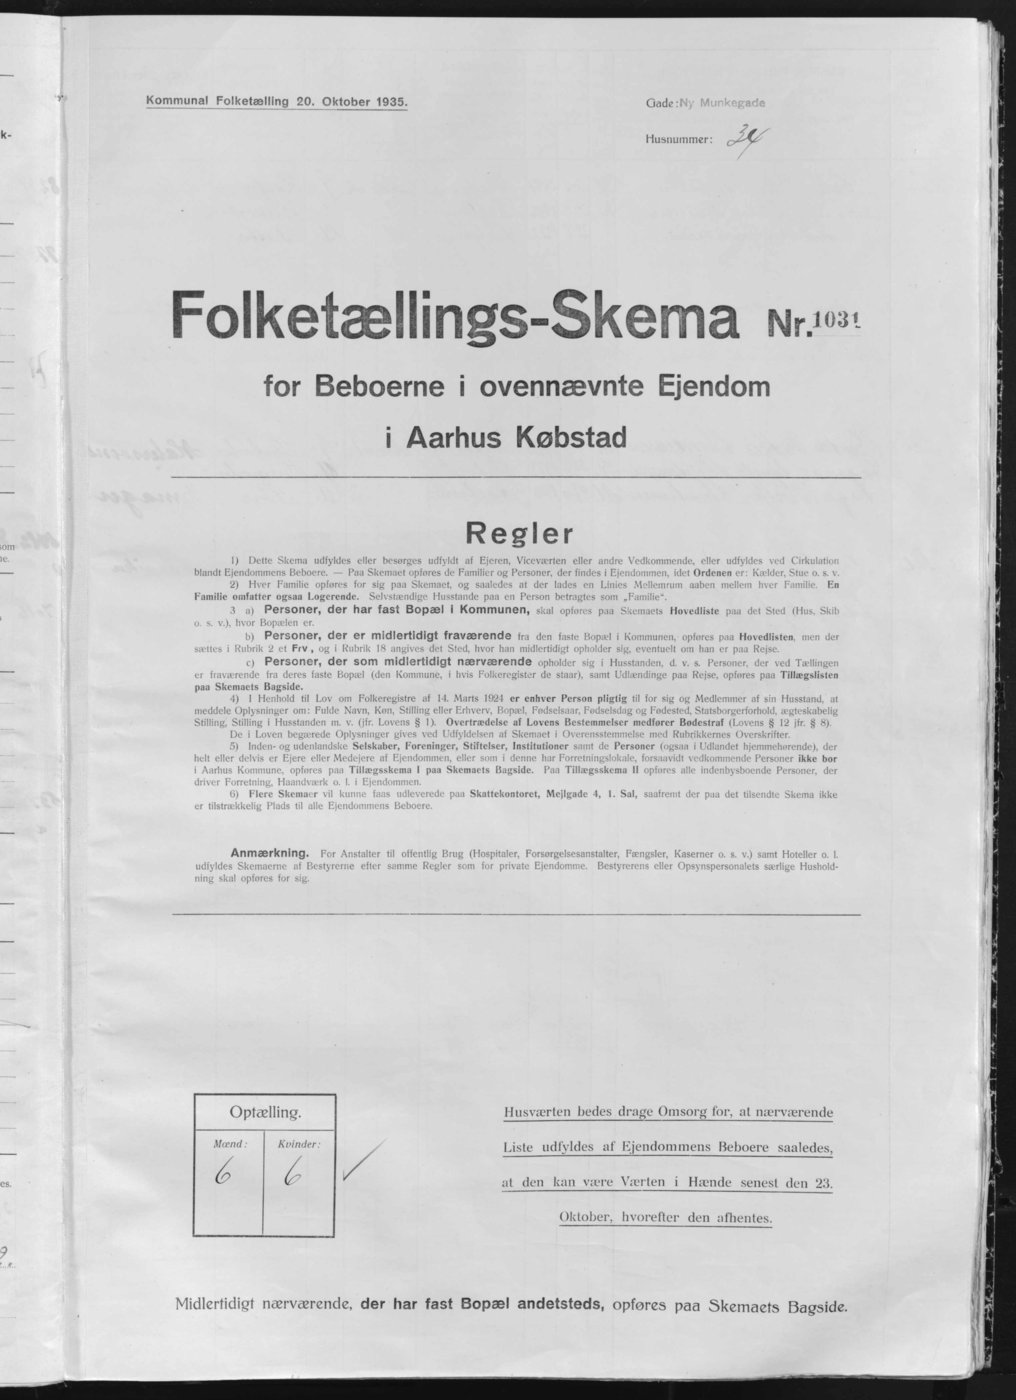 Kommunal Folketælling 20. Oktober 1935.
Gade: Ny Munkegade
Husnummer: 34
Folketællings-Skema Nr. 1031
for Beboerne i ovennævnte Ejendom
i Aarhus Købstad
Regler
1) Dette Skema udfyldes eller besørges udfyldt af Ejeren, Viceværten eller andre Vedkommende, eller udfyldes ved Cirkulation
blandt Ejendommens Beboere. — Paa Skemaet opføres de Familier og Personer, der findes i Ejendommen, idet Ordenen er: Kælder, Stue o. s. v.
2) Hver Familie opføres for sig paa Skemaet, og saaledes at der lades en Linies Mellemrum aaben mellem hver Familie. En
Familie omfatter ogsaa Logerende. Selvstændige Husstande paa en Person betragtes som „Familie“.
3 a) Personer, der har fast Bopæl i Kommunen, skal opføres paa Skemaets Hovedliste paa det Sted (Hus, Skib
o. s. v.), hvor Bopælen er.
b) Personer, der er midlertidigt fraværende fra den faste Bopæl i Kommunen, opføres paa Hovedlisten, men der
sættes i Rubrik 2 et Frv., og i Rubrik 18 angives det Sted, hvor han midlertidigt opholder sig, eventuelt om han er paa Rejse.
c) Personer, der som midlertidigt nærværende opholder sig i Husstanden, d. v. s. Personer, der ved Tællingen
er fraværende fra deres faste Bopæl (den Kommune, i hvis Folkeregister de staar), samt Udlændinge paa Rejse, opføres paa Tillægslisten
paa Skemaets Bagside.
4) I Henhold til Lov om Folkeregistre af 14. Marts 1924 er enhver Person pligtig til for sig og Medlemmer af sin Husstand, at
meddele Oplysninger om: Fulde Navn, Køn, Stilling eller Erhverv, Bopæl, Fødselsaar, Fødselsdag og Fødested, Statsborgerforhold, ægteskabelig
Stilling, Stilling i Husstanden m. v. (jfr. Lovens § 1). Overtrædelse af Lovens Bestemmelser medfører Bødestraf (Lovens § 12 jfr. § 8).
De i Loven begærede Oplysninger gives ved Udfyldelsen af Skemaet i Overensstemmelse med Rubrikkernes Overskrifter.
5) Inden- og udenlandske Selskaber, Foreninger, Stiftelser, Institutioner samt de Personer (ogsaa i Udlandet hjemmehørende), der
helt eller delvis er Ejere eller Medejere af Ejendommen, eller som i denne har Forretningslokale, forsaavidt vedkommende Personer ikke bor
i Aarhus Kommune, opføres paa Tillægsskema I paa Skemaets Bagside. Paa Tillægsskema II opføres alle indenbysboende Personer, der
driver Forretning, Haandværk o. l. i Ejendommen.
6) Flere Skemaer vil kunne faas udleverede paa Skattekontoret, Mejlgade 4, 1. Sal, saafremt der paa det tilsendte Skema ikke
er tilstrækkelig Plads til alle Ejendommens Beboere.
Anmærkning. For Anstalter til offentlig Brug (Hospitaler, Forsørgelsesanstalter, Fængsler, Kaserner o. s. v.) samt Hoteller o. l.
udfyldes Skemaerne af Bestyrerne efter samme Regler som for private Ejendomme. Bestyrerens eller Opsynspersonalets særlige Hushold-
ning skal opføres for sig.
Optælling.
Mænd: Kvinder:
6 6
Husværten bedes drage Omsorg for, at nærværende
Liste udfyldes af Ejendommens Beboere saaledes,
at den kan være Værten i Hænde senest den 23.
Oktober, hvorefter den afhentes.
Midlertidigt nærværende, der har fast Bopæl andetsteds, opføres paa Skemaets Bagside.